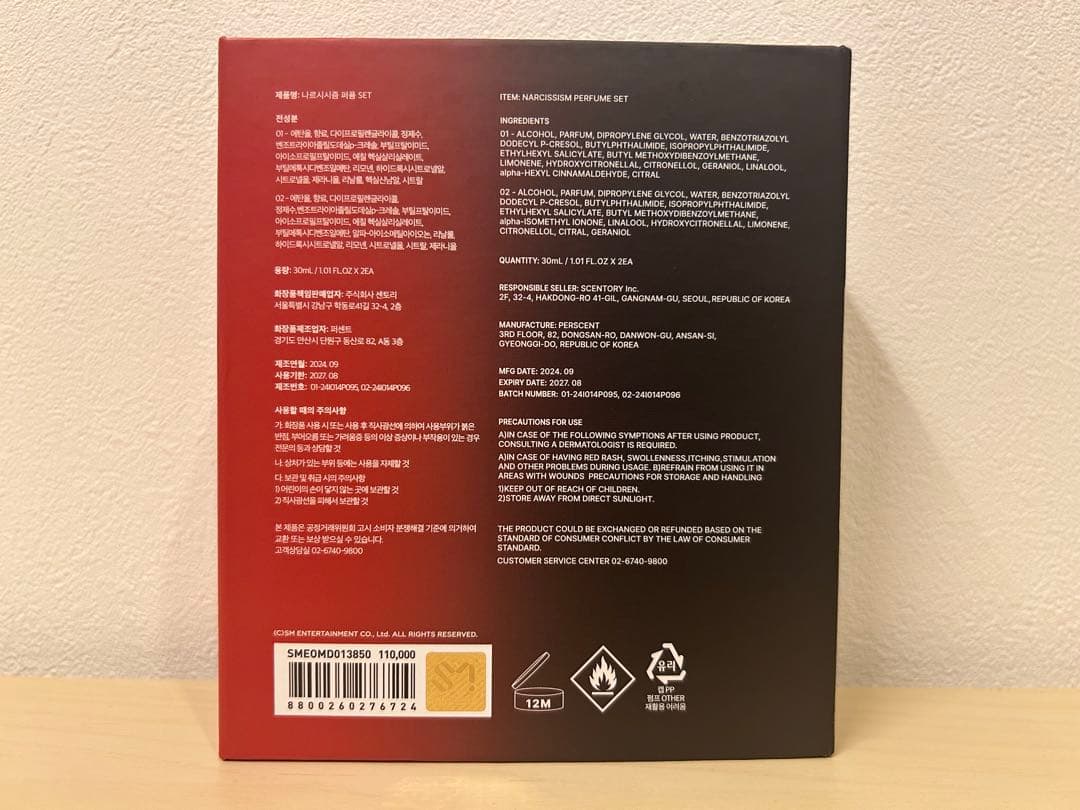 제품명: 나르시시즘 퍼퓸 SET
전성분
01 - 에탄올, 향료, 다이프로필렌글라이콜, 정제수,
벤조트라이아졸릴도데실p-크레솔, 부틸프탈이미드,
아이소프로필프탈이미드, 에칠헥실살리실레이트,
부틸메톡시디벤조일메탄, 리모넨, 하이드록시시트로넬알,
시트로넬올, 제라니올, 리날룰, 헥실신남알, 시트랄
02 - 에탄올, 향료, 다이프로필렌글라이콜,
정제수, 벤조트라이아졸릴도데실p-크레솔, 부틸프탈이미드,
아이소프로필프탈이미드, 에칠헥실살리실레이트,
부틸메톡시디벤조일메탄, 알파-아이소메틸아이오논, 리날룰,
하이드록시시트로넬알, 리모넨, 시트로넬올, 시트랄, 제라니올
용량: 30mL / 1.01 FL.OZ X 2EA
화장품책임판매업자: 주식회사 센토리
서울특별시 강남구 학동로41길 32-4, 2층
화장품제조업자: 퍼센트
경기도 안산시 단원구 동산로 82, A동 3층
제조연월: 2024. 09
사용기한: 2027. 08
제조번호: 01-24I014P095, 02-24I014P096
사용할 때의 주의사항
가. 화장품 사용 시 또는 사용 후 직사광선에 의하여 사용부위가 붉은
반점, 부어오름 또는 가려움증 등의 이상 증상이나 부작용이 있는 경우
전문의 등과 상담할 것
나. 상처가 있는 부위 등에는 사용을 자제할 것
다. 보관 및 취급 시의 주의사항
1) 어린이의 손이 닿지 않는 곳에 보관할 것
2) 직사광선을 피해서 보관할 것
본 제품은 공정거래위원회 고시 소비자 분쟁해결 기준에 의거하여
교환 또는 보상 받으실 수 있습니다.
고객상담실 02-6740-9800
ITEM: NARCISSISM PERFUME SET
INGREDIENTS
01 - ALCOHOL, PARFUM, DIPROPYLENE GLYCOL, WATER, BENZOTRIAZOLYL
DODECYL P-CRESOL, BUTYLPHTHALIMIDE, ISOPROPYLPHTHALIMIDE,
ETHYLHEXYL SALICYLATE, BUTYL METHOXYDIBENZOYLMETHANE,
LIMONENE, HYDROXYCITRONELLAL, CITRONELLOL, GERANIOL, LINALOOL,
alpha-HEXYL CINNAMALDEHYDE, CITRAL
02 - ALCOHOL, PARFUM, DIPROPYLENE GLYCOL, WATER, BENZOTRIAZOLYL
DODECYL P-CRESOL, BUTYLPHTHALIMIDE, ISOPROPYLPHTHALIMIDE,
ETHYLHEXYL SALICYLATE, BUTYL METHOXYDIBENZOYLMETHANE,
alpha-ISOMETHYL IONONE, LINALOOL, HYDROXYCITRONELLAL, LIMONENE,
CITRONELLOL, CITRAL, GERANIOL
QUANTITY: 30mL / 1.01 FL.OZ X 2EA
RESPONSIBLE SELLER: SCENTORY Inc.
2F, 32-4, HAKDONG-RO 41-GIL, GANGNAM-GU, SEOUL, REPUBLIC OF KOREA
MANUFACTURE: PERSCENT
3RD FLOOR, 82, DONGSAN-RO, DANWON-GU, ANSAN-SI,
GYEONGGI-DO, REPUBLIC OF KOREA
MFG DATE: 2024. 09
EXPIRY DATE: 2027. 08
BATCH NUMBER: 01-24I014P095, 02-24I014P096
PRECAUTIONS FOR USE
A)IN CASE OF THE FOLLOWING SYMPTIONS AFTER USING PRODUCT,
CONSULTING A DERMATOLOGIST IS REQUIRED.
A)IN CASE OF HAVING RED RASH, SWOLLENNESS,ITCHING,STIMULATION
AND OTHER PROBLEMS DURING USAGE. B)REFRAIN FROM USING IT IN
AREAS WITH WOUNDS PRECAUTIONS FOR STORAGE AND HANDLING
1)KEEP OUT OF REACH OF CHILDREN.
2)STORE AWAY FROM DIRECT SUNLIGHT.
THE PRODUCT COULD BE EXCHANGED OR REFUNDED BASED ON THE
STANDARD OF CONSUMER CONFLICT BY THE LAW OF CONSUMER
STANDARD.
CUSTOMER SERVICE CENTER 02-6740-9800
(C)SM ENTERTAINMENT CO., Ltd. ALL RIGHTS RESERVED.
SMEOMD013850 110,000
8800260276724
SM
12M
유리
캡 PP
펌프 OTHER
재활용 어려움